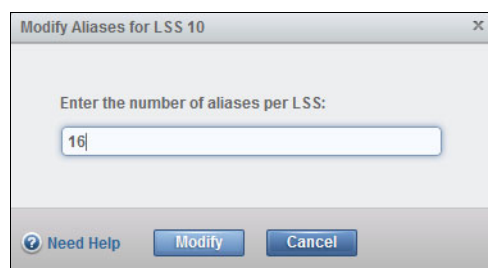 Modify Aliases for LSS 10 x
Enter the number of aliases per LSS:
16
Need Help Modify Cancel